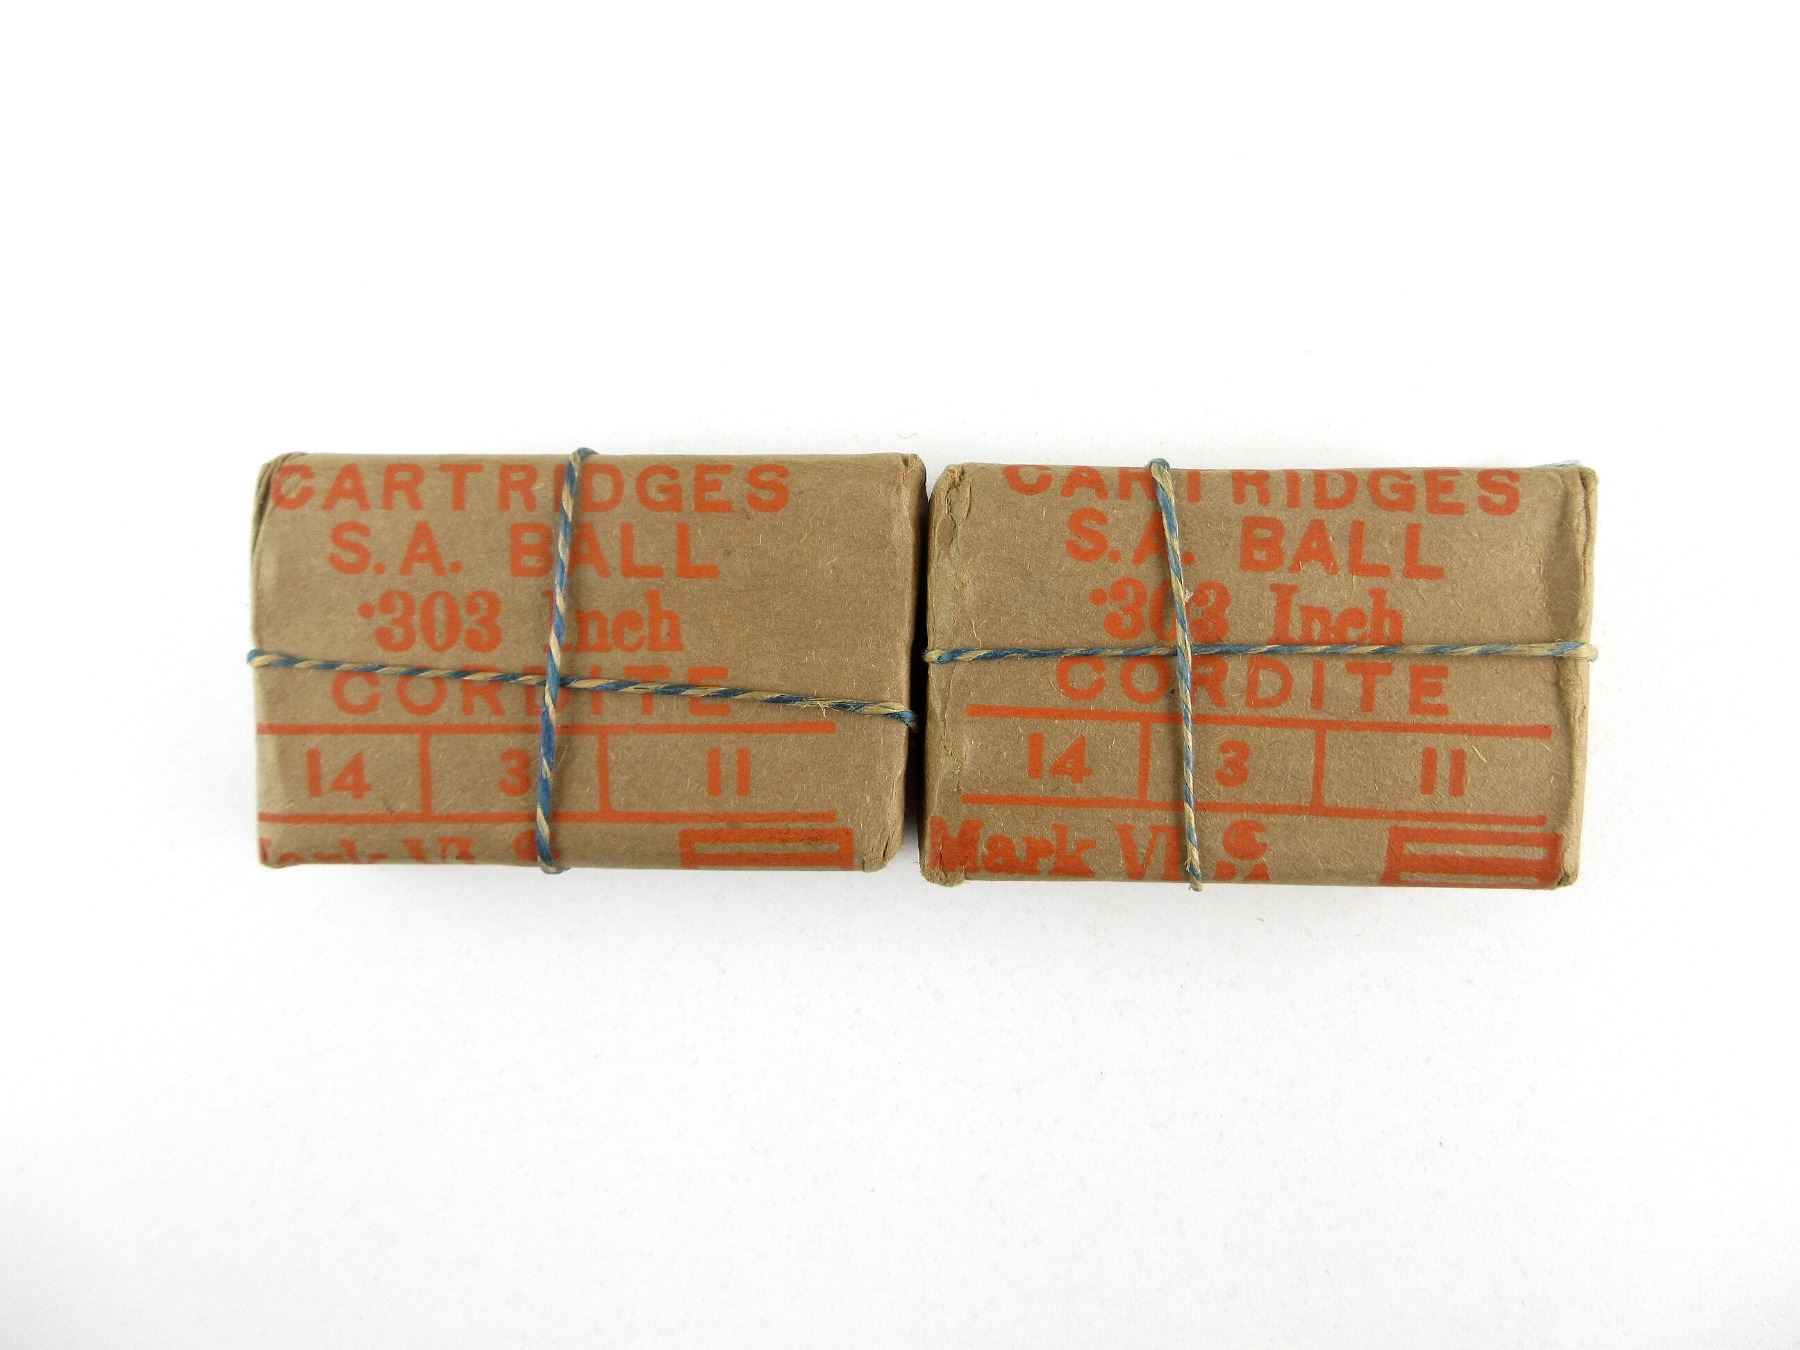 CARTRIDGES
S.A. BALL
·303 Inch
CORDITE
14 3 11
CARTRIDGES
S.A. BALL
·303 Inch
CORDITE
14 3 11
Mark VI